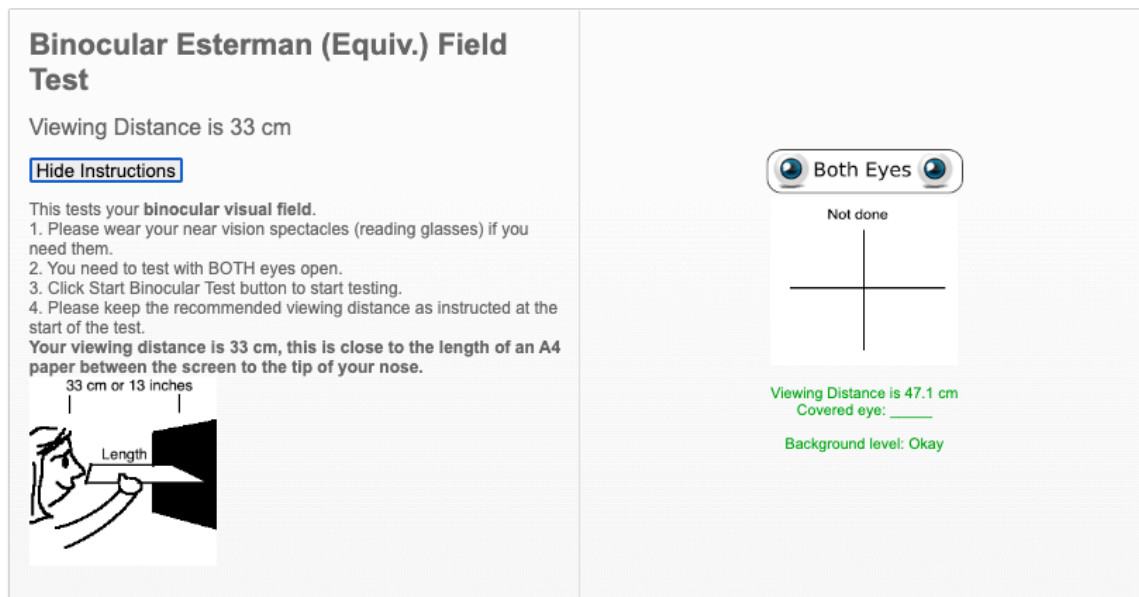 Binocular Esterman (Equiv.) Field
Test
Viewing Distance is 33 cm
Hide Instructions
This tests your binocular visual field.
1. Please wear your near vision spectacles (reading glasses) if you
need them.
2. You need to test with BOTH eyes open.
3. Click Start Binocular Test button to start testing.
4. Please keep the recommended viewing distance as instructed at the
start of the test.
Your viewing distance is 33 cm, this is close to the length of an A4
paper between the screen to the tip of your nose.
33 cm or 13 inches
Length
Both Eyes
Not done
Viewing Distance is 47.1 cm
Covered eye: _____
Background level: Okay